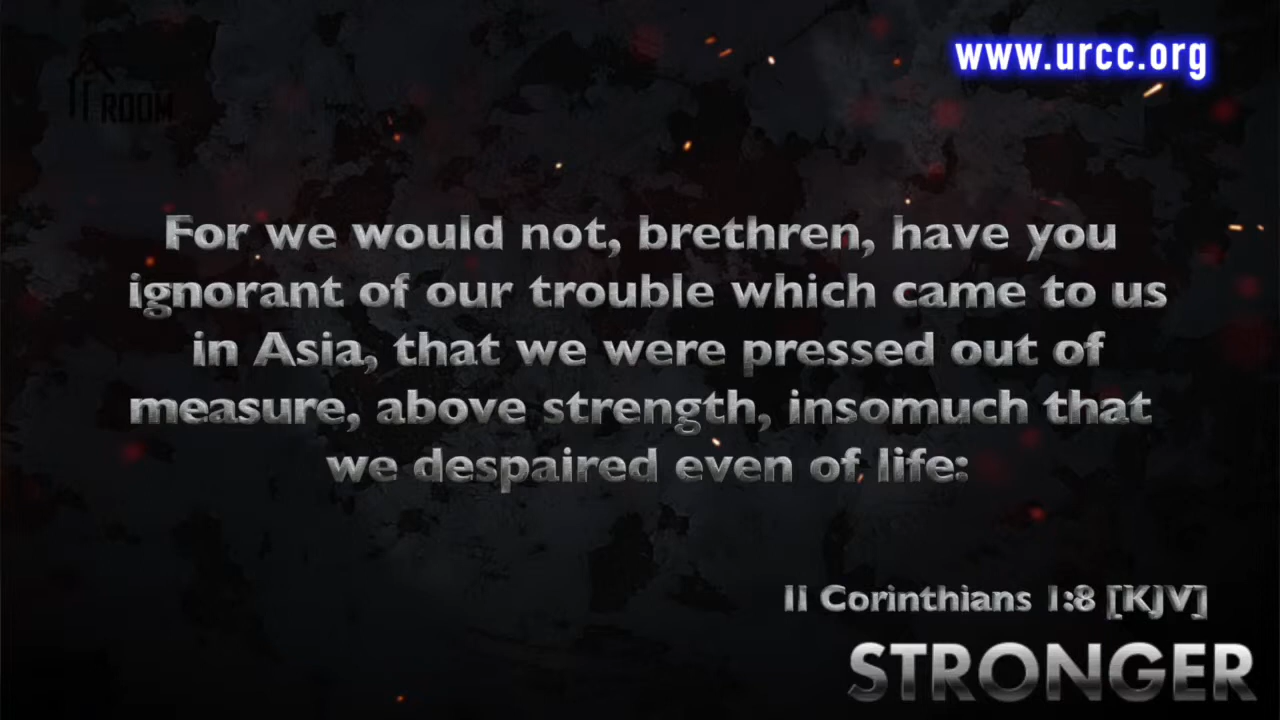 www.urcc.org
ROOM
For we would not, brethren, have you
ignorant of our trouble which came to us
in Asia, that we were pressed out of
measure, above strength, insomuch that
we despaired even of life:
II Corinthians 1:8 [KJV]
STRONGER